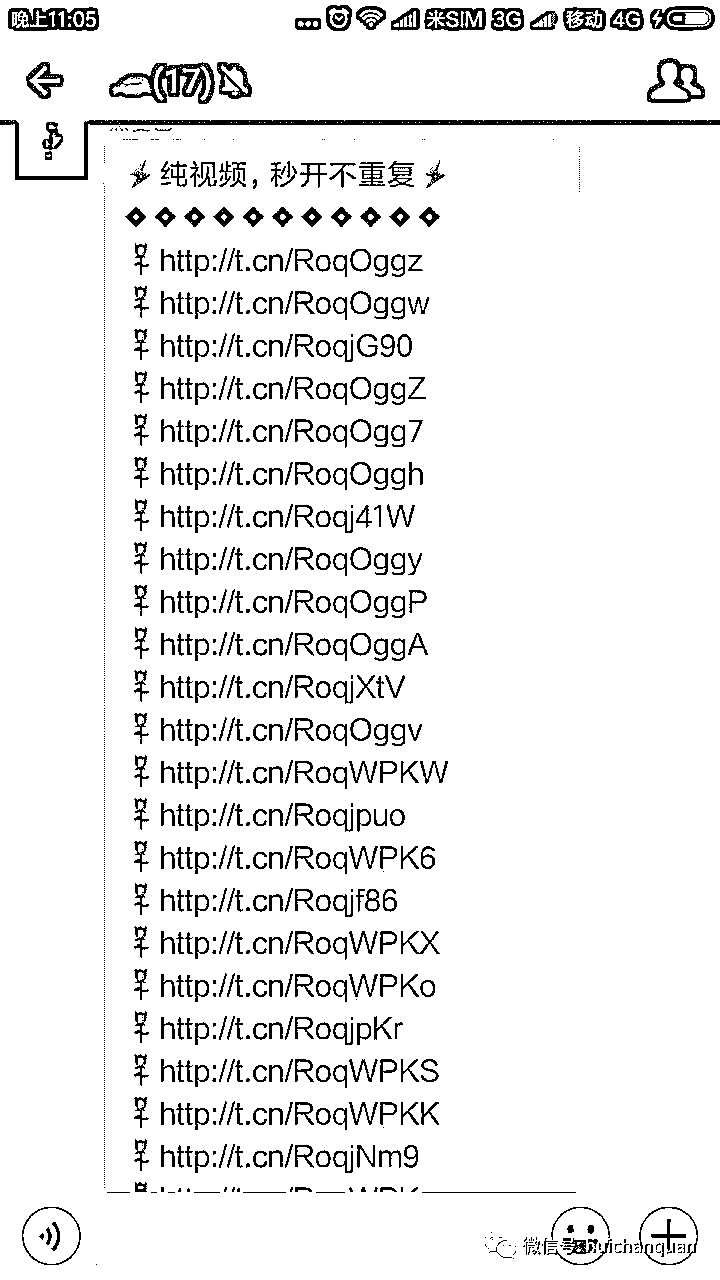 晚上11:05
米SIM 3G 移动 4G
(17)
纯视频，秒开不重复
http://t.cn/RoqOggz
http://t.cn/RoqOggw
http://t.cn/RoqjG90
http://t.cn/RoqOggZ
http://t.cn/RoqOgg7
http://t.cn/RoqOggh
http://t.cn/Roqj41W
http://t.cn/RoqOggy
http://t.cn/RoqOggP
http://t.cn/RoqOggA
http://t.cn/RoqjXtV
http://t.cn/RoqOggv
http://t.cn/RoqWPKW
http://t.cn/Roqjpuo
http://t.cn/RoqWPK6
http://t.cn/Roqjf86
http://t.cn/RoqWPKX
http://t.cn/RoqWPKo
http://t.cn/RoqjpKr
http://t.cn/RoqWPKS
http://t.cn/RoqWPKK
http://t.cn/RoqjNm9
微信号: huichanquan